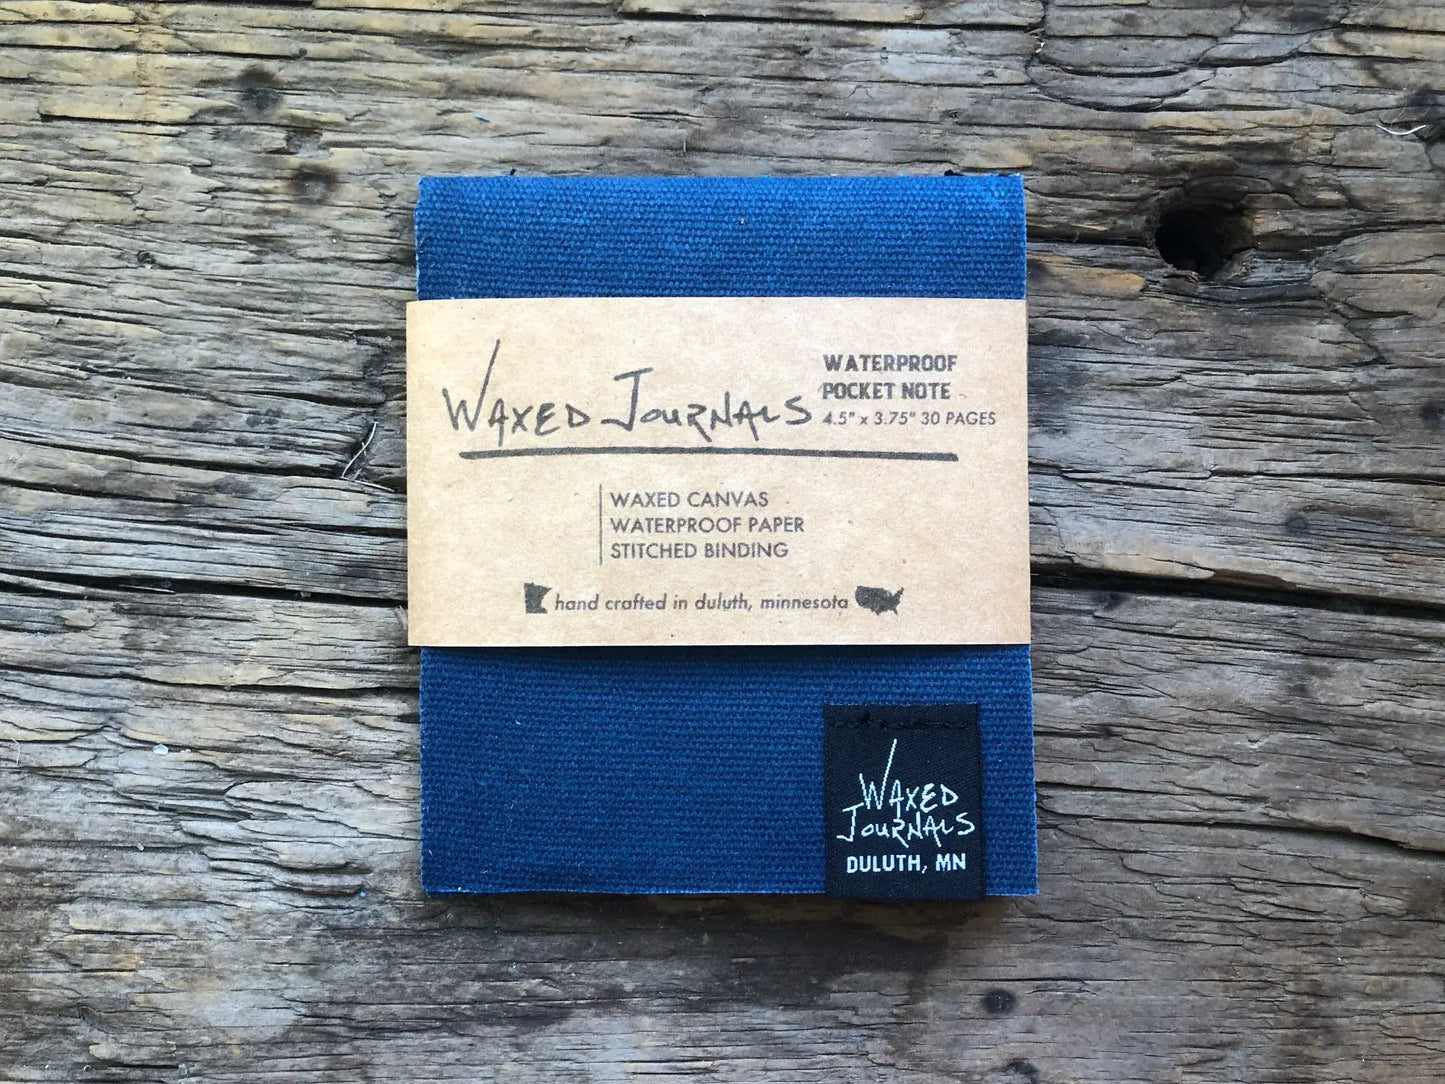 WAXED JOURNALS
WATERPROOF
POCKET NOTE
4.5" x 3.75" 30 PAGES
WAXED CANVAS
WATERPROOF PAPER
STITCHED BINDING
hand crafted in duluth, minnesota
WAXED
JOURNALS
DULUTH, MN